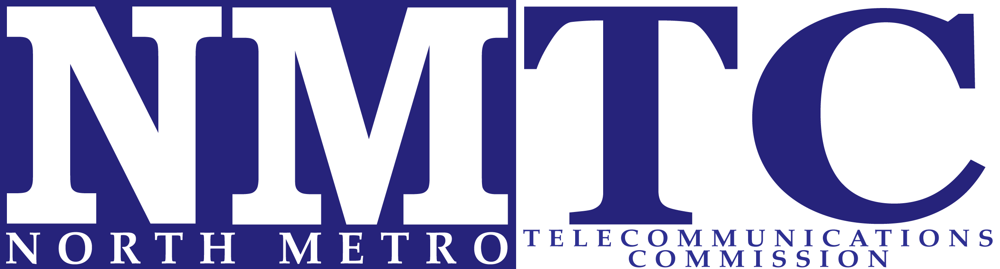 NMTC
NORTH METRO
TELECOMMUNICATIONS
COMMISSION